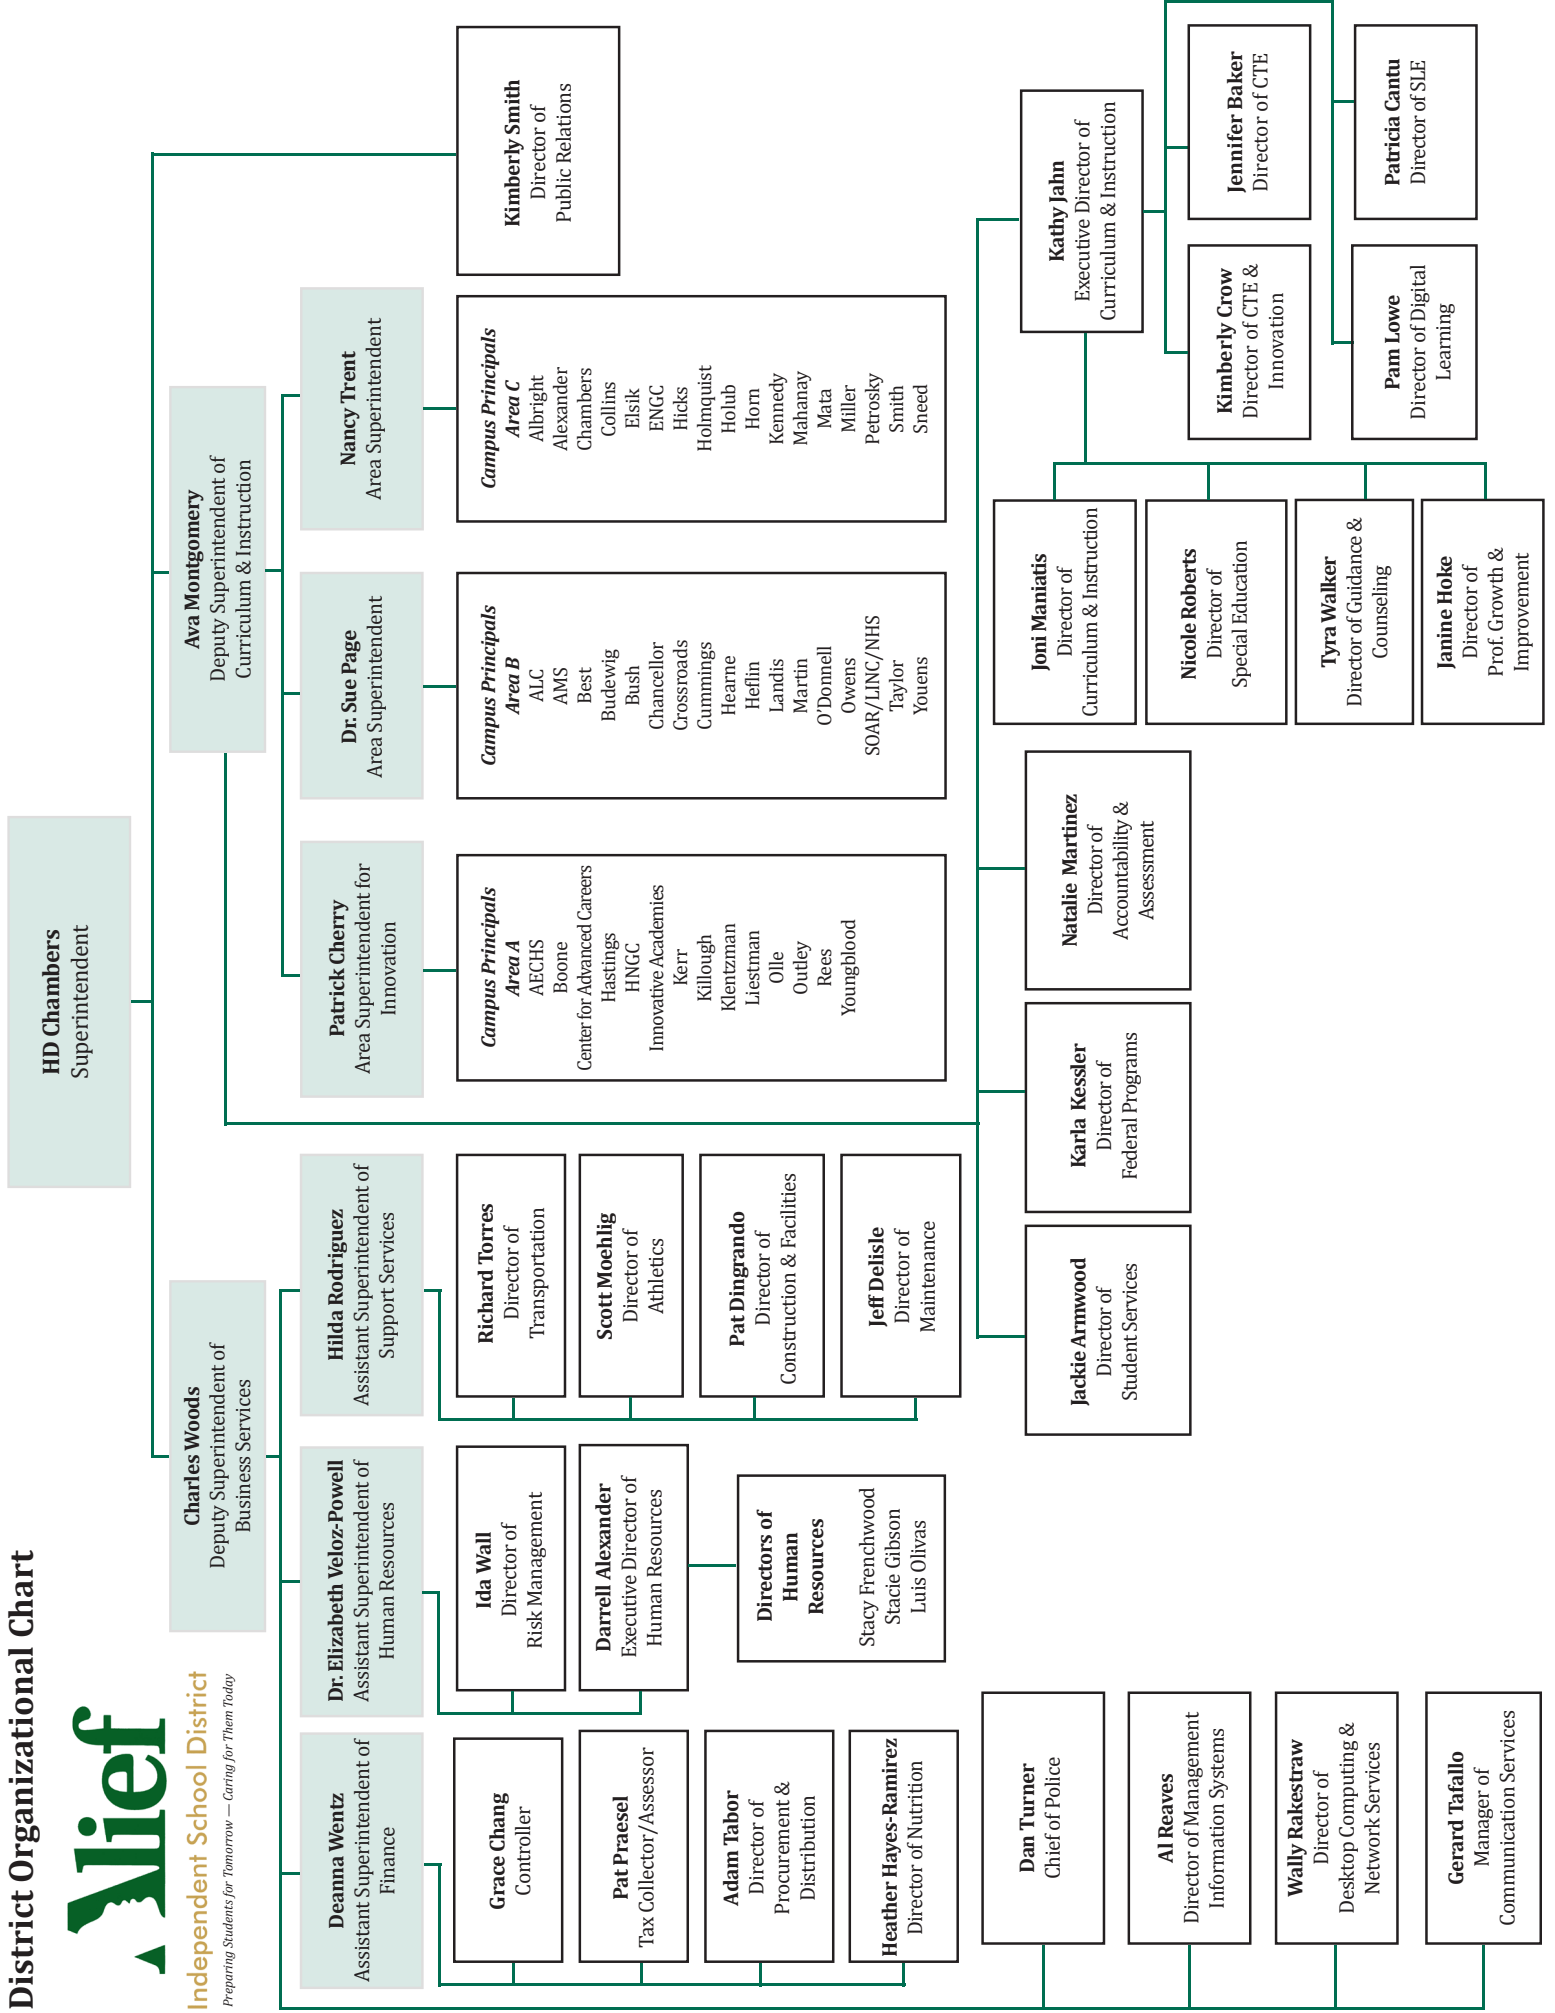 District Organizational Chart
Alief
Independent School District
Preparing Students for Tomorrow — Caring for Them Today
HD Chambers
Superintendent
Charles Woods
Deputy Superintendent of
Business Services
Ava Montgomery
Deputy Superintendent of
Curriculum & Instruction
Deanna Wentz
Assistant Superintendent of
Finance
Dr. Elizabeth Veloz-Powell
Assistant Superintendent of
Human Resources
Hilda Rodriguez
Assistant Superintendent of
Support Services
Patrick Cherry
Area Superintendent for
Innovation
Dr. Sue Page
Area Superintendent
Nancy Trent
Area Superintendent
Kimberly Smith
Director of
Public Relations
Grace Chang
Controller
Pat Praesel
Tax Collector/Assessor
Adam Tabor
Director of
Procurement &
Distribution
Heather Hayes-Ramirez
Director of Nutrition
Ida Wall
Director of
Risk Management
Darrell Alexander
Executive Director of
Human Resources
Directors of
Human
Resources
Stacy Frenchwood
Stacie Gibson
Luis Olivas
Richard Torres
Director of
Transportation
Scott Moehlig
Director of
Athletics
Pat Dingrando
Director of
Construction & Facilities
Jeff Delisle
Director of
Maintenance
Campus Principals
Area A
AECHS
Boone
Center for Advanced Careers
Hastings
HNGC
Innovative Academies
Kerr
Killough
Klentzman
Liestman
Olle
Outley
Rees
Youngblood
Campus Principals
Area B
ALC
AMS
Best
Budewig
Bush
Chancellor
Crossroads
Cummings
Hearne
Heflin
Landis
Martin
O'Donnell
Owens
SOAR/LINC/NHS
Taylor
Youens
Campus Principals
Area C
Albright
Alexander
Chambers
Collins
Elsik
ENGC
Hicks
Holmquist
Holub
Horn
Kennedy
Mahanay
Mata
Miller
Petrosky
Smith
Sneed
Dan Turner
Chief of Police
Al Reaves
Director of Management
Information Systems
Wally Rakestraw
Director of
Desktop Computing &
Network Services
Gerard Tafallo
Manager of
Communication Services
Jackie Armwood
Director of
Student Services
Karla Kessler
Director of
Federal Programs
Natalie Martinez
Director of
Accountability &
Assessment
Kathy Jahn
Executive Director of
Curriculum & Instruction
Joni Maniatis
Director of
Curriculum & Instruction
Nicole Roberts
Director of
Special Education
Tyra Walker
Director of Guidance &
Counseling
Janine Hoke
Director of
Prof. Growth &
Improvement
Kimberly Crow
Director of CTE &
Innovation
Jennifer Baker
Director of CTE
Pam Lowe
Director of Digital
Learning
Patricia Cantu
Director of SLE